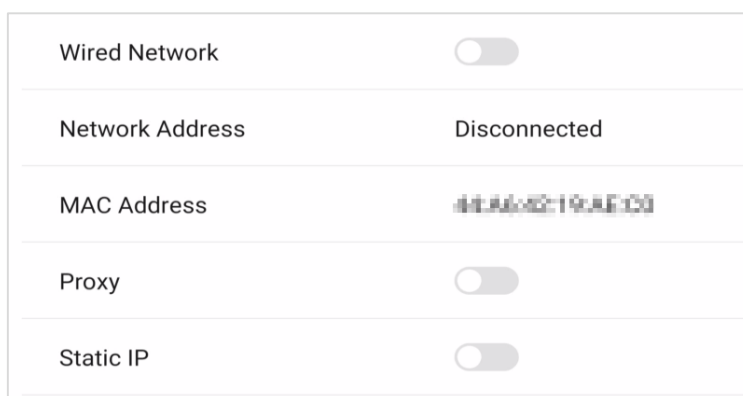 Wired Network
Network Address Disconnected
MAC Address
Proxy
Static IP